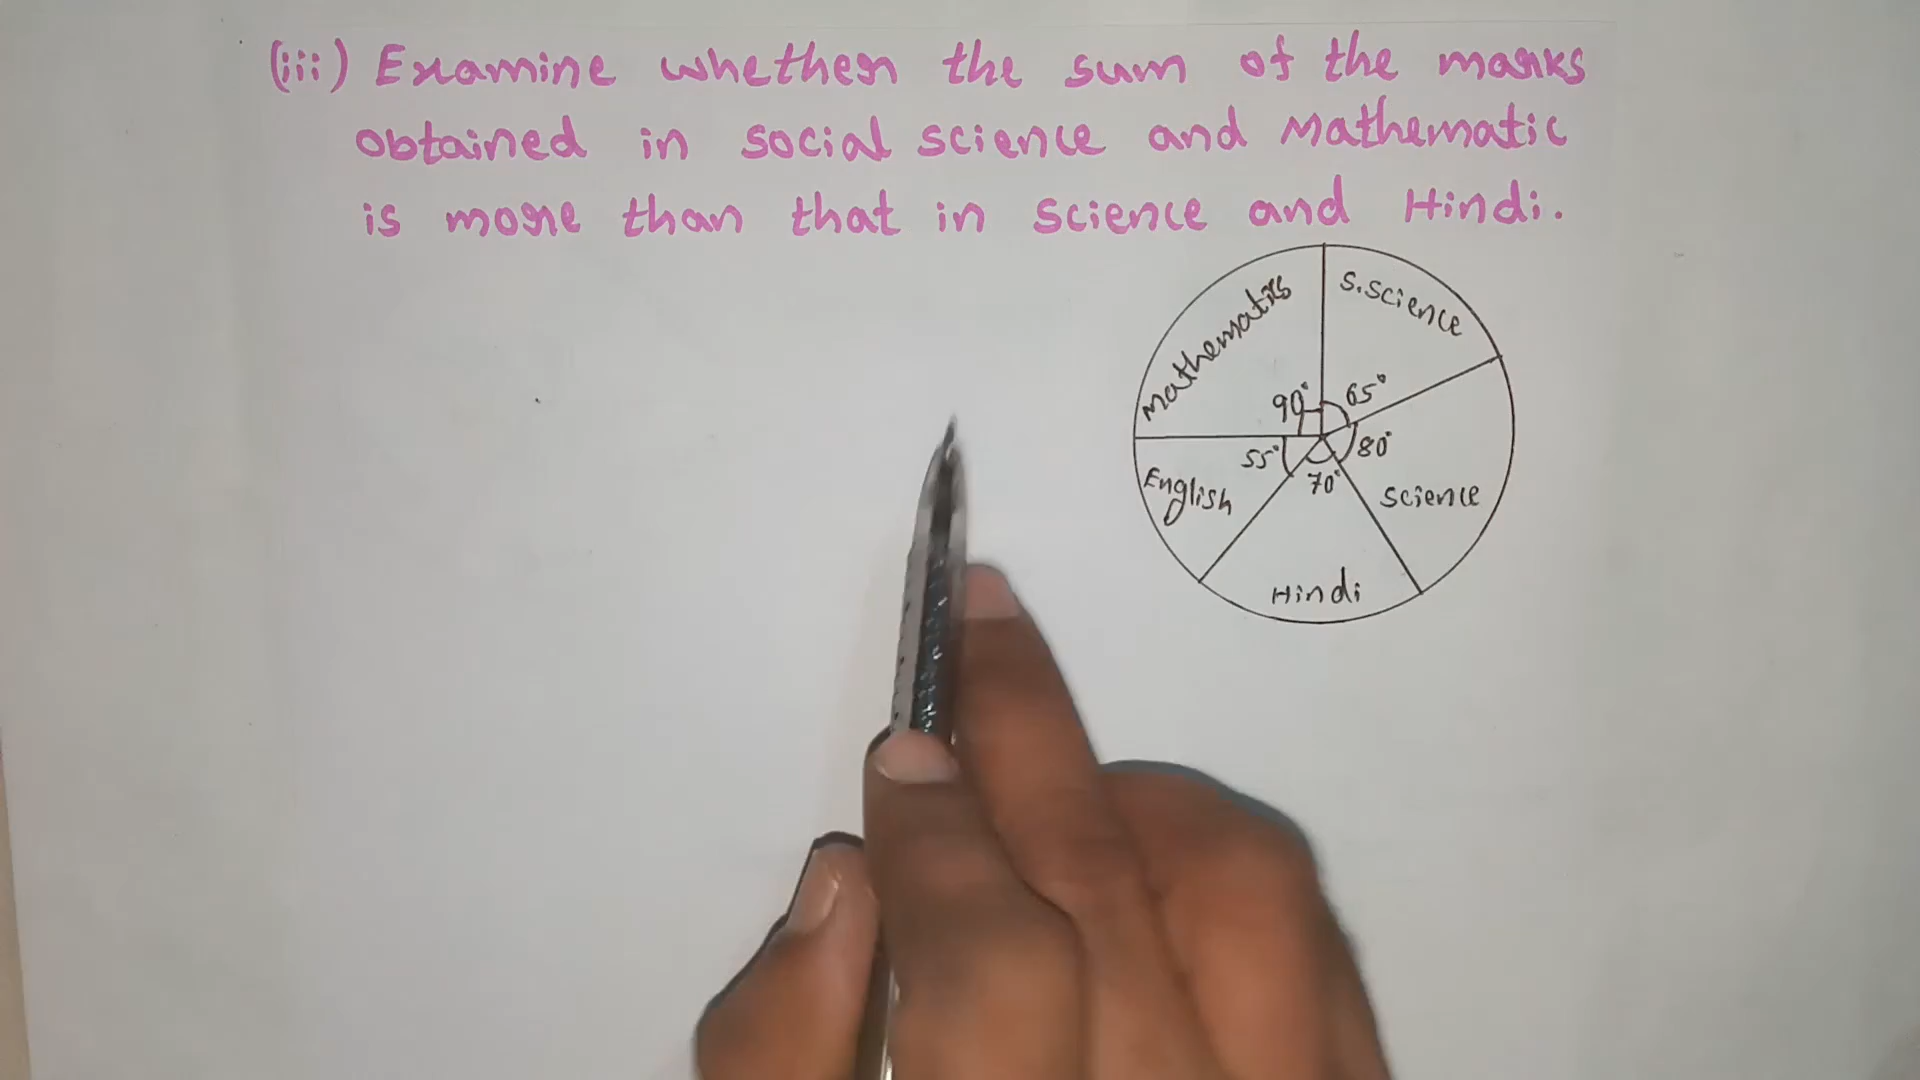 (iii) Examine whether the sum of the marks
obtained in social science and Mathematic
is more than that in science and Hindi.
S.science
Mathematics
90° 65°
55° 80°
70°
English
science
Hindi